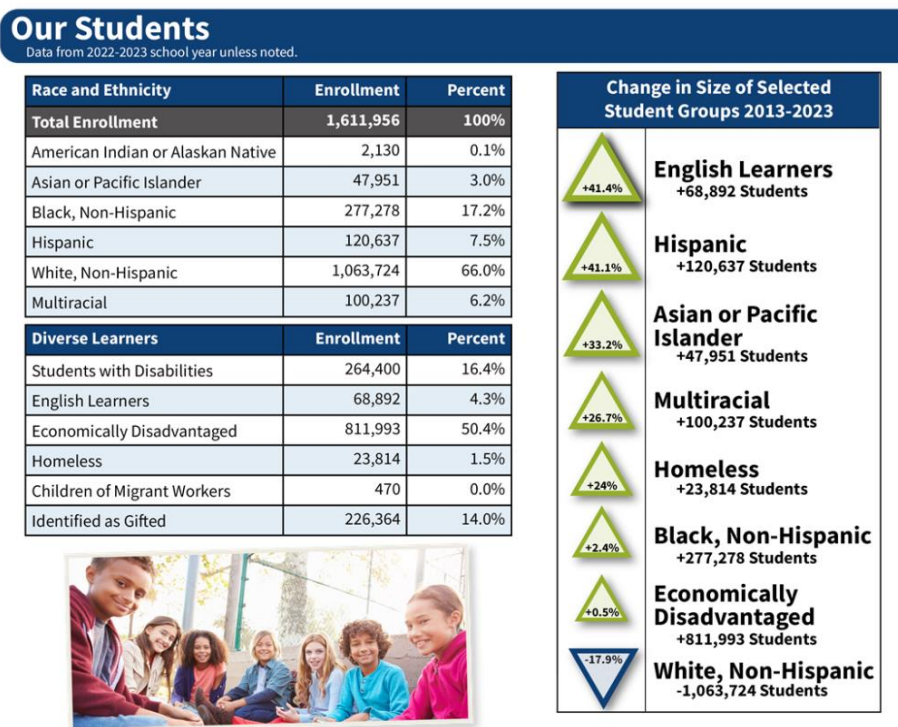 Our Students
Data from 2022-2023 school year unless noted.
Race and Ethnicity Enrollment Percent
Total Enrollment 1,611,956 100%
American Indian or Alaskan Native 2,130 0.1%
Asian or Pacific Islander 47,951 3.0%
Black, Non-Hispanic 277,278 17.2%
Hispanic 120,637 7.5%
White, Non-Hispanic 1,063,724 66.0%
Multiracial 100,237 6.2%
Diverse Learners Enrollment Percent
Students with Disabilities 264,400 16.4%
English Learners 68,892 4.3%
Economically Disadvantaged 811,993 50.4%
Homeless 23,814 1.5%
Children of Migrant Workers 470 0.0%
Identified as Gifted 226,364 14.0%
Change in Size of Selected
Student Groups 2013-2023
+41.4%
English Learners
+68,892 Students
+41.1%
Hispanic
+120,637 Students
+33.2%
Asian or Pacific
Islander
+47,951 Students
+26.7%
Multiracial
+100,237 Students
+24%
Homeless
+23,814 Students
+2.4%
Black, Non-Hispanic
+277,278 Students
+0.5%
Economically
Disadvantaged
+811,993 Students
-17.9%
White, Non-Hispanic
-1,063,724 Students